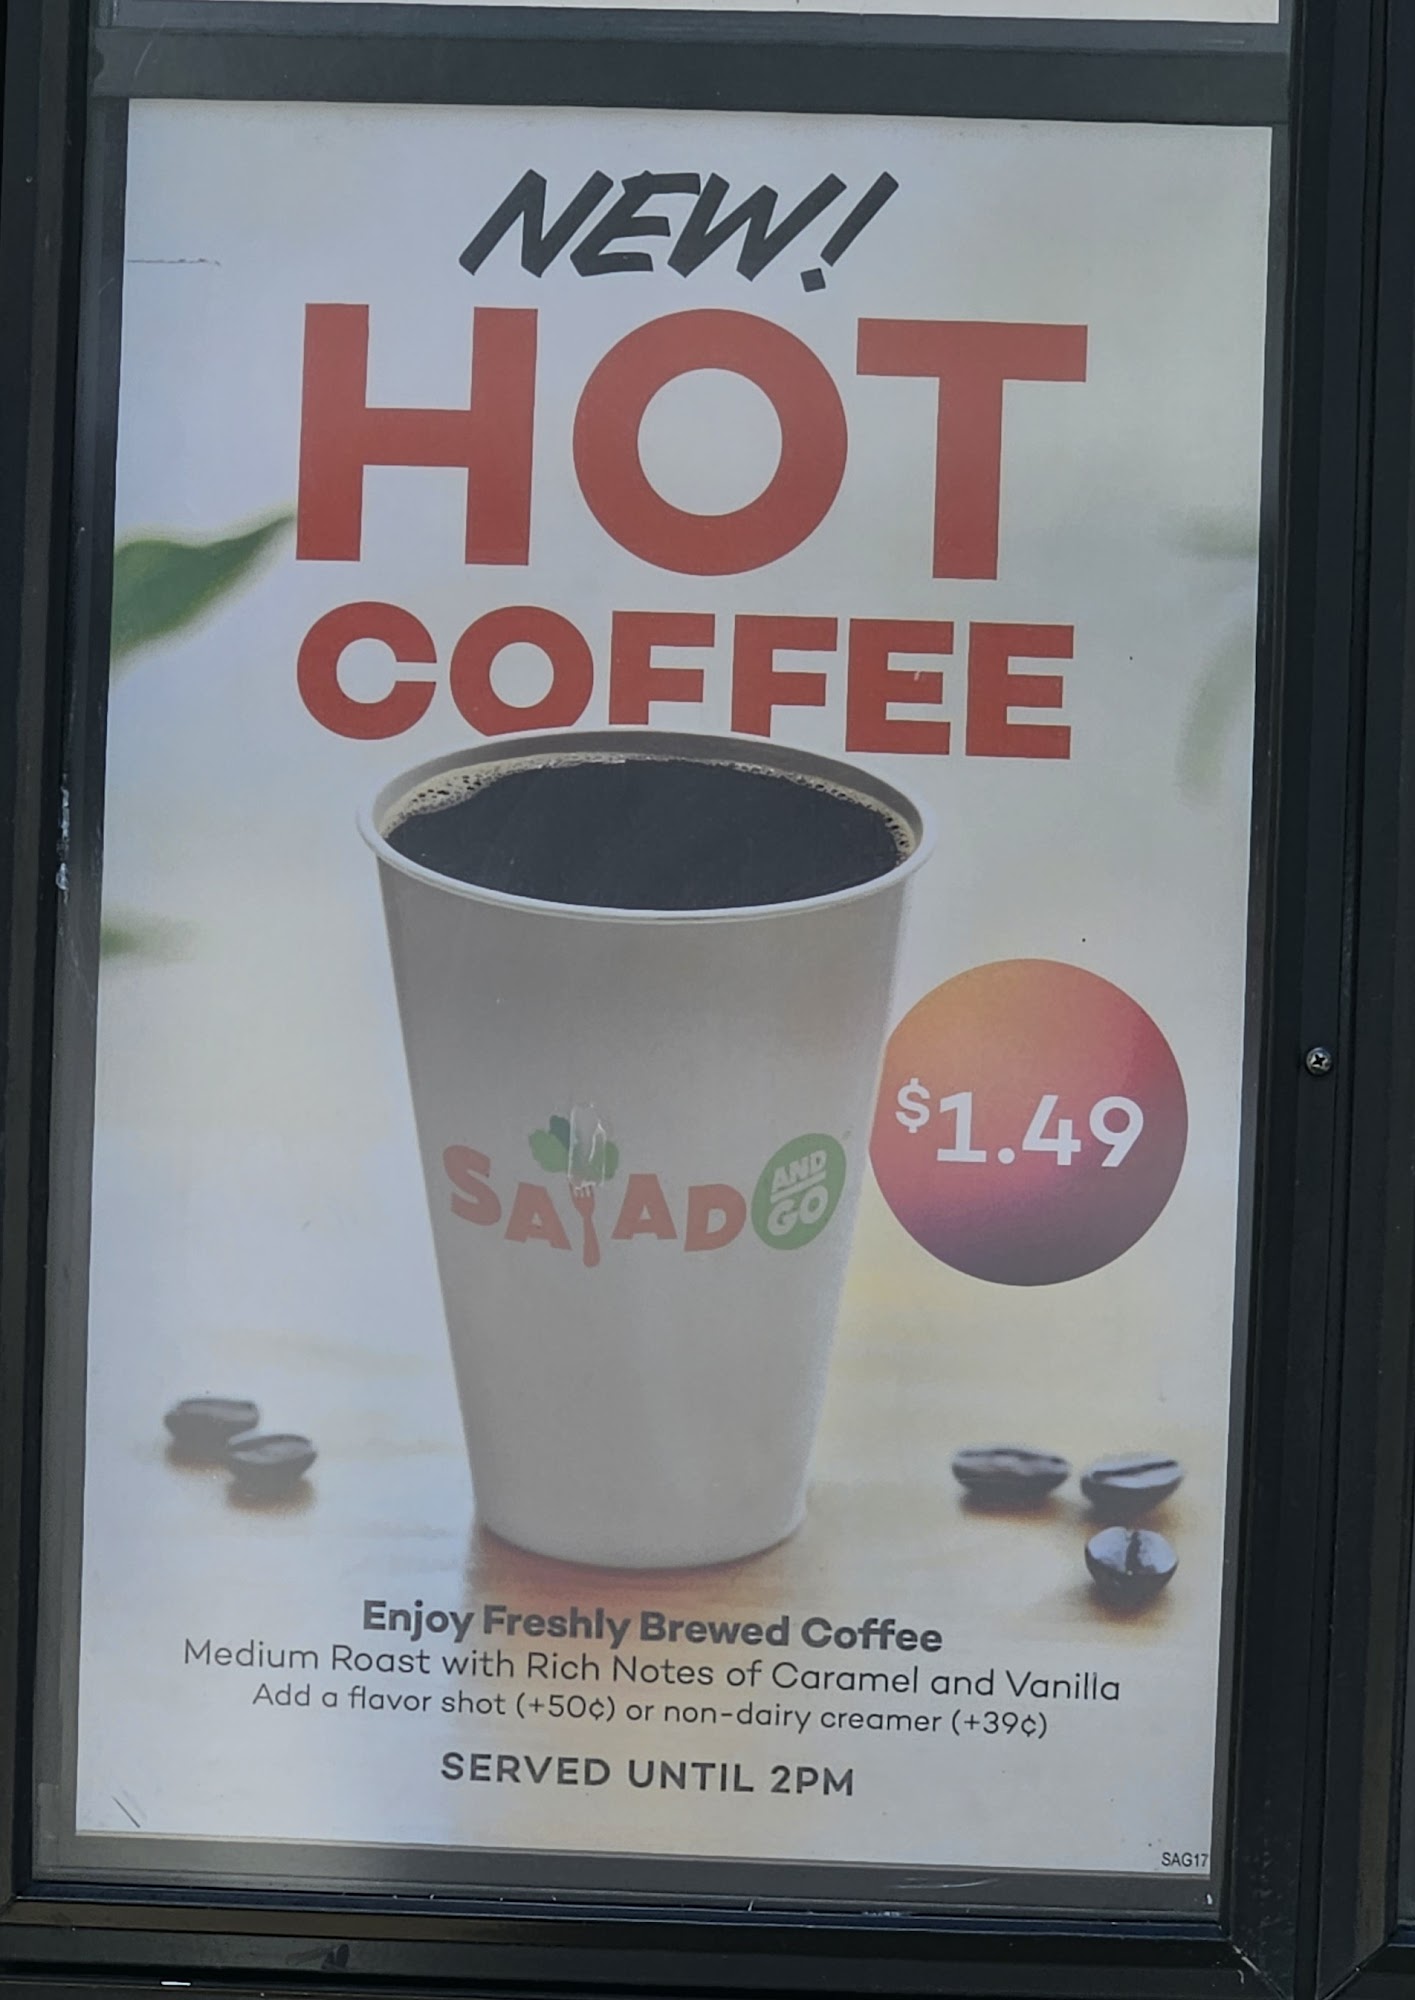 NEW!
HOT
COFFEE
SALAD AND GO
$1.49
Enjoy Freshly Brewed Coffee
Medium Roast with Rich Notes of Caramel and Vanilla
Add a flavor shot (+50¢) or non-dairy creamer (+39¢)
SERVED UNTIL 2PM
SAG17